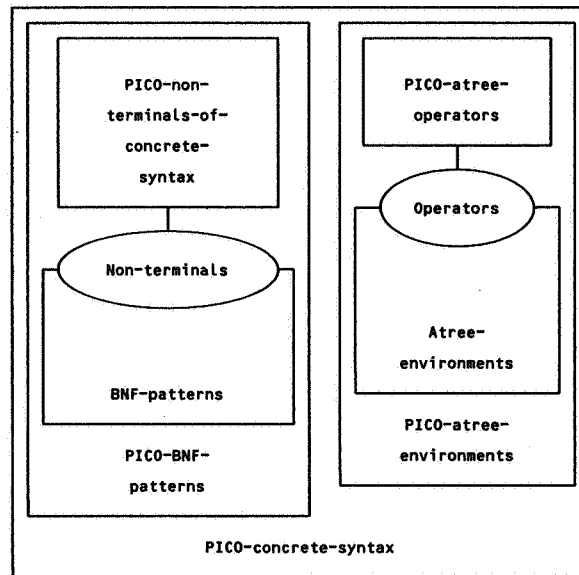 PICO-non-
terminals-of-
concrete-
syntax
Non-terminals
BNF-patterns
PICO-BNF-
patterns
PICO-atree-
operators
Operators
Atree-
environments
PICO-atree-
environments
PICO-concrete-syntax